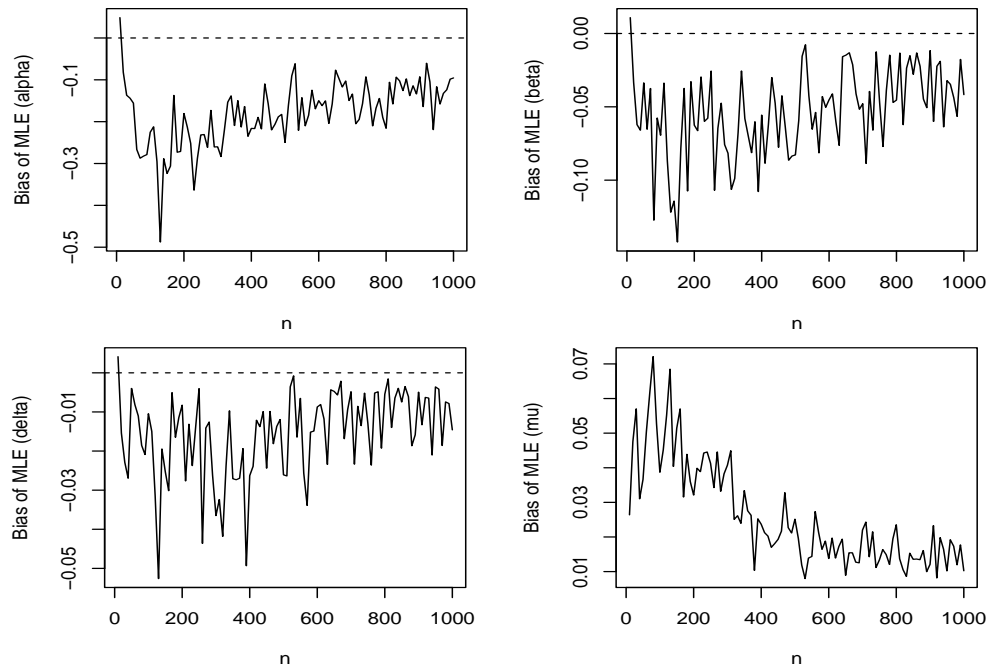 Bias of MLE (alpha)
-0.1
-0.3
-0.5
0 200 400 600 800 1000
n
Bias of MLE (beta)
0.00
-0.05
-0.10
0 200 400 600 800 1000
n
Bias of MLE (delta)
-0.01
-0.03
-0.05
0 200 400 600 800 1000
n
Bias of MLE (mu)
0.07
0.05
0.03
0.01
0 200 400 600 800 1000
n